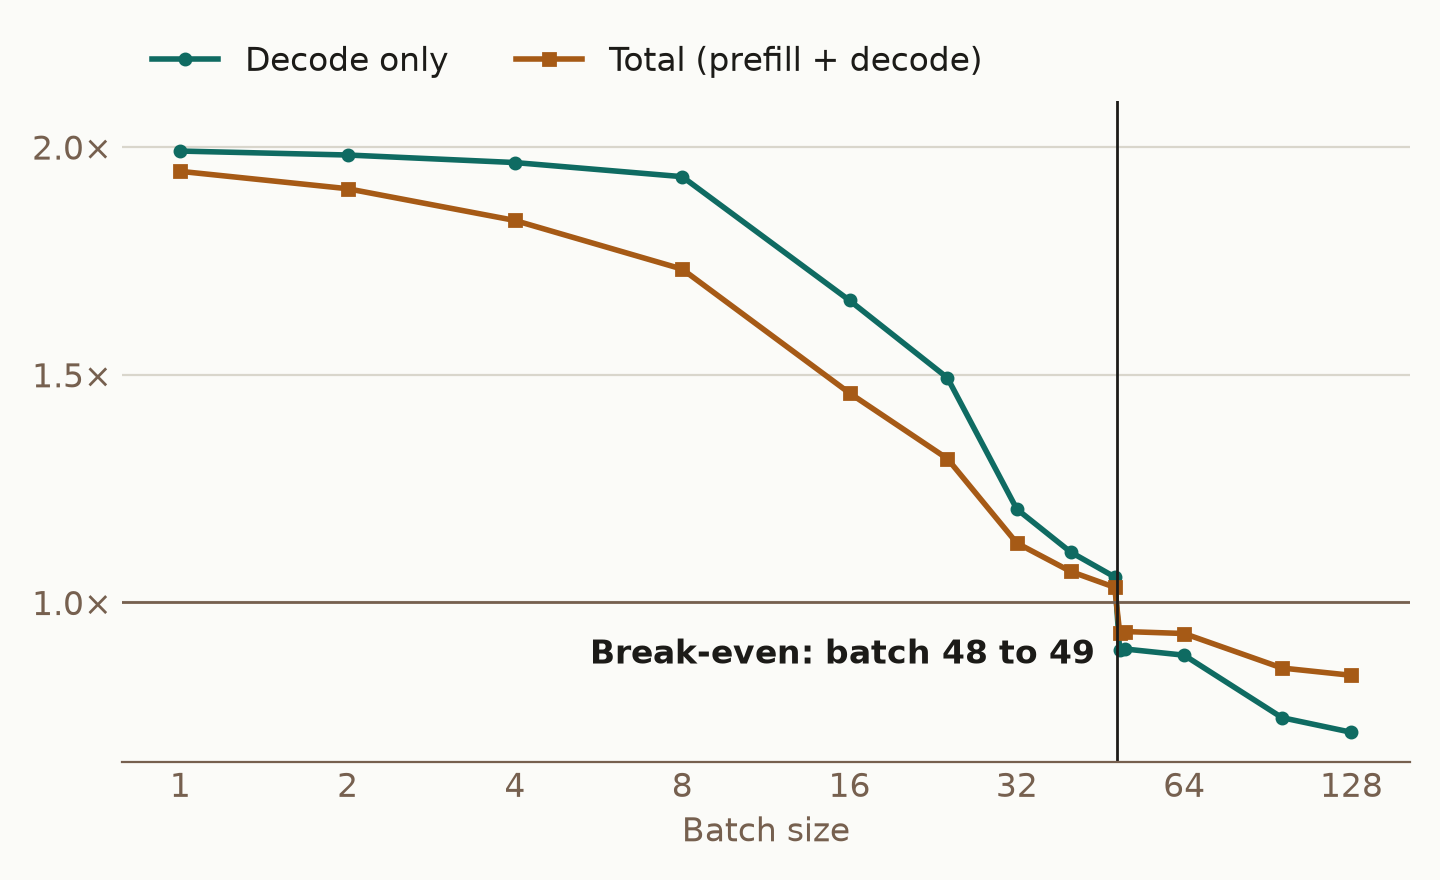 Decode only Total (prefill + decode)
2.0×
1.5×
1.0×
Break-even: batch 48 to 49
1 2 4 8 16 32 64 128
Batch size